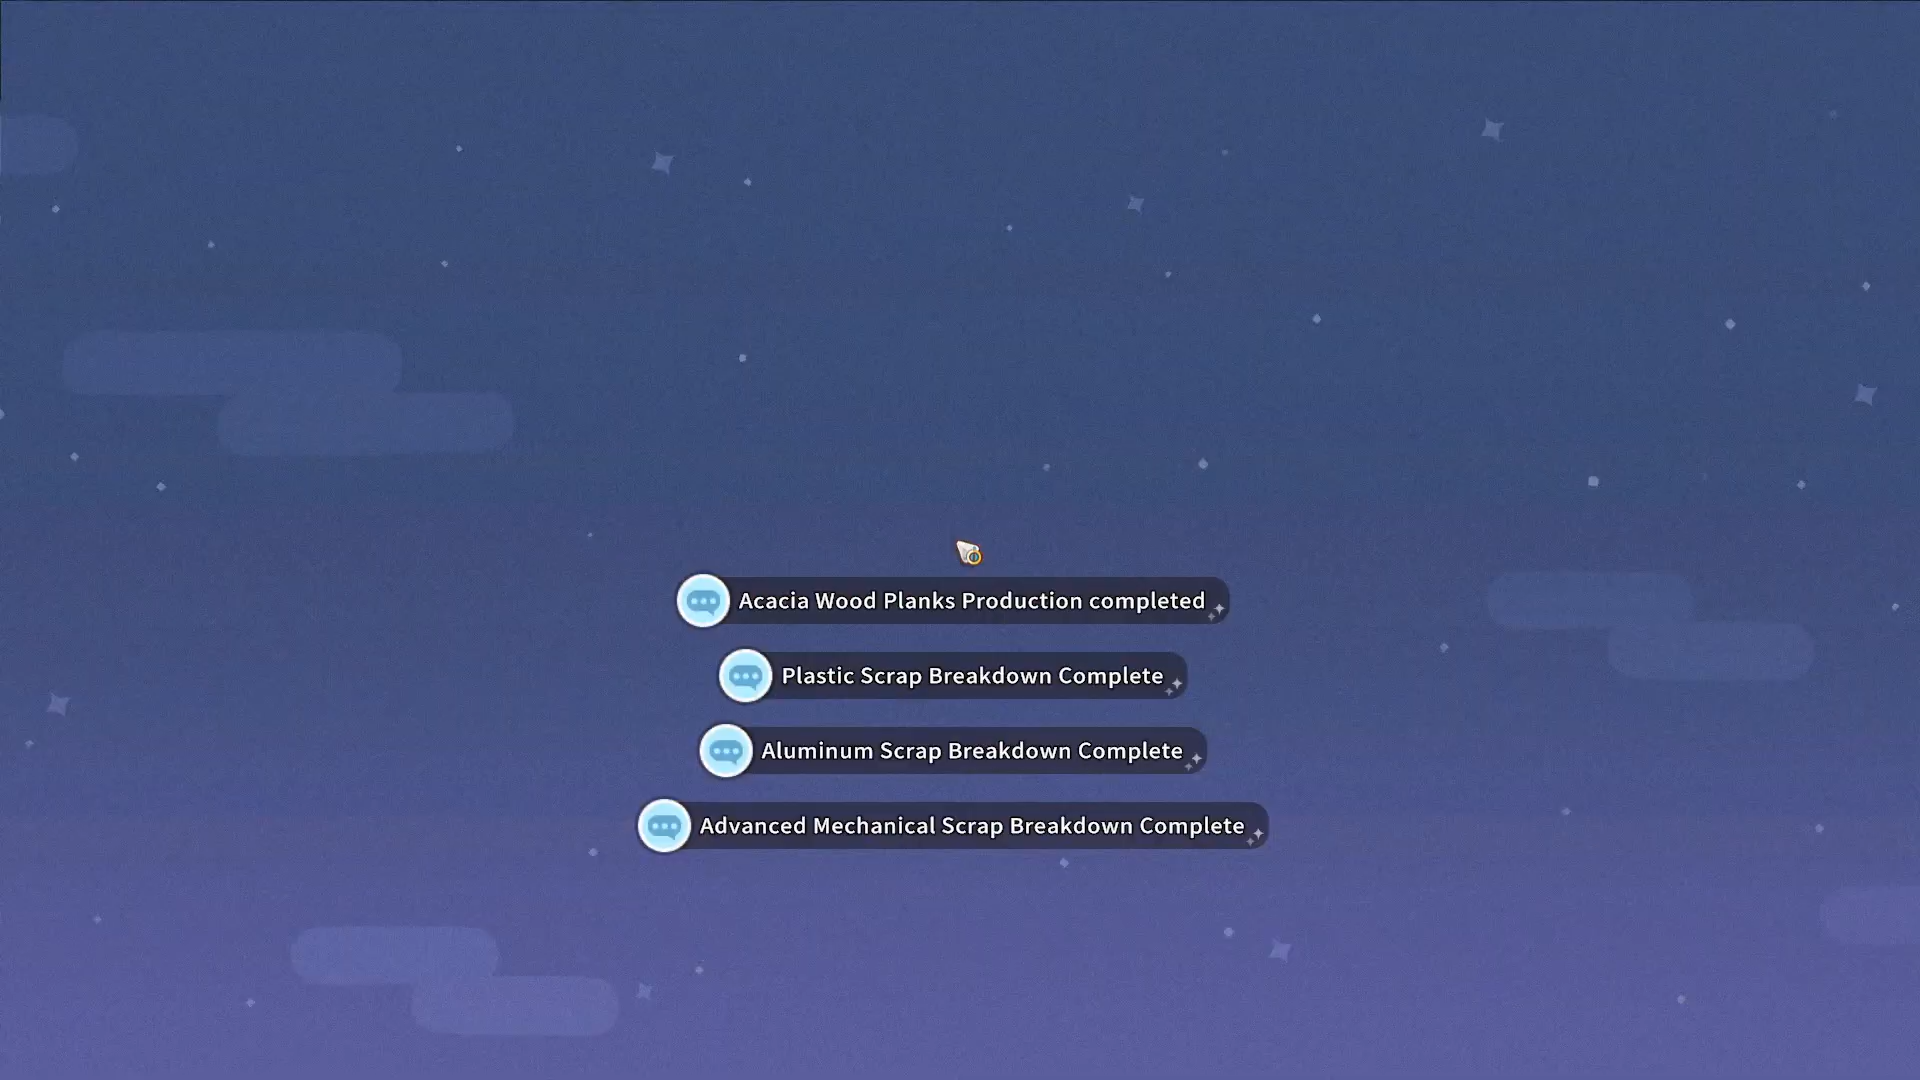 Acacia Wood Planks Production completed
Plastic Scrap Breakdown Complete
Aluminum Scrap Breakdown Complete
Advanced Mechanical Scrap Breakdown Complete